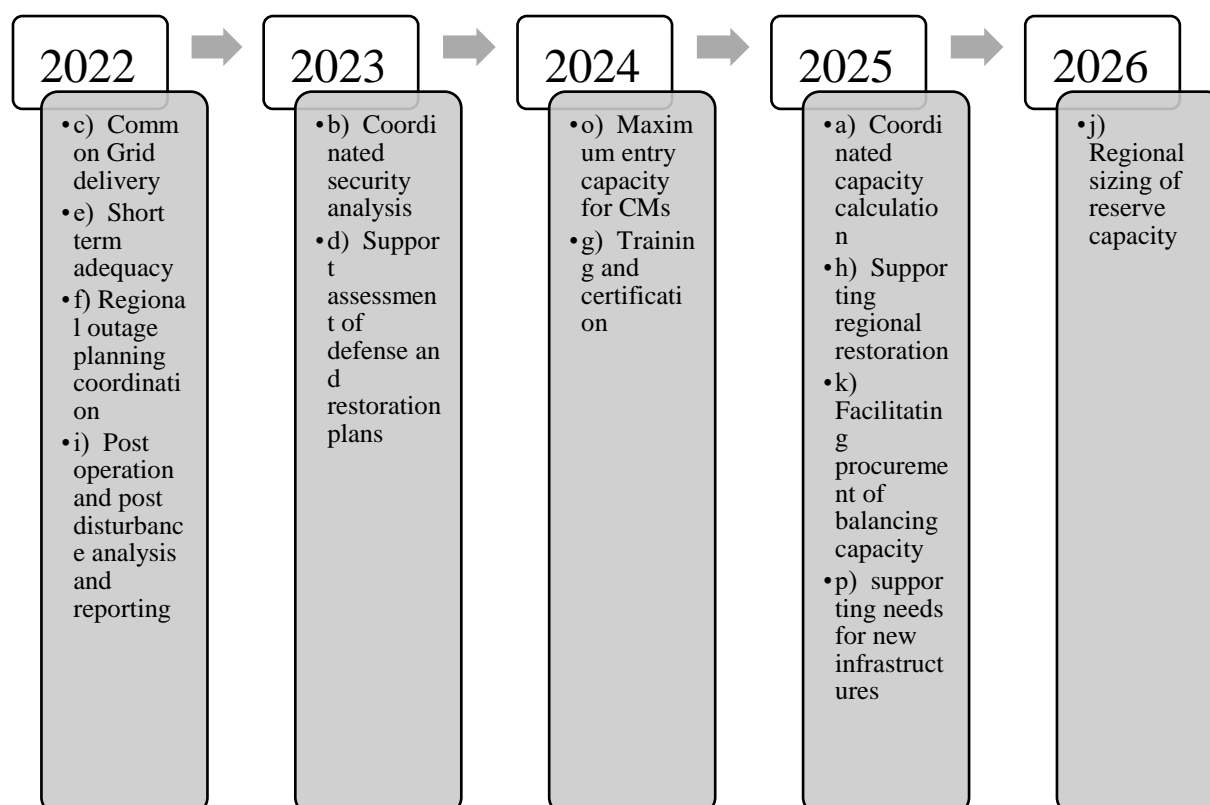 2022
•c) Comm
on Grid
delivery
•e) Short
term
adequacy
•f) Regiona
l outage
planning
coordinati
on
•i) Post
operation
and post
disturbanc
e analysis
and
reporting
2023
•b) Coordi
nated
security
analysis
•d) Suppor
t
assessmen
t of
defense an
d
restoration
plans
2024
•o) Maxim
um entry
capacity
for CMs
•g) Trainin
g and
certificati
on
2025
•a) Coordi
nated
capacity
calculatio
n
•h) Suppor
ting
regional
restoration
•k)
Facilitatin
g
procureme
nt of
balancing
capacity
•p) suppor
ting needs
for new
infrastruct
ures
2026
•j)
Regional
sizing of
reserve
capacity